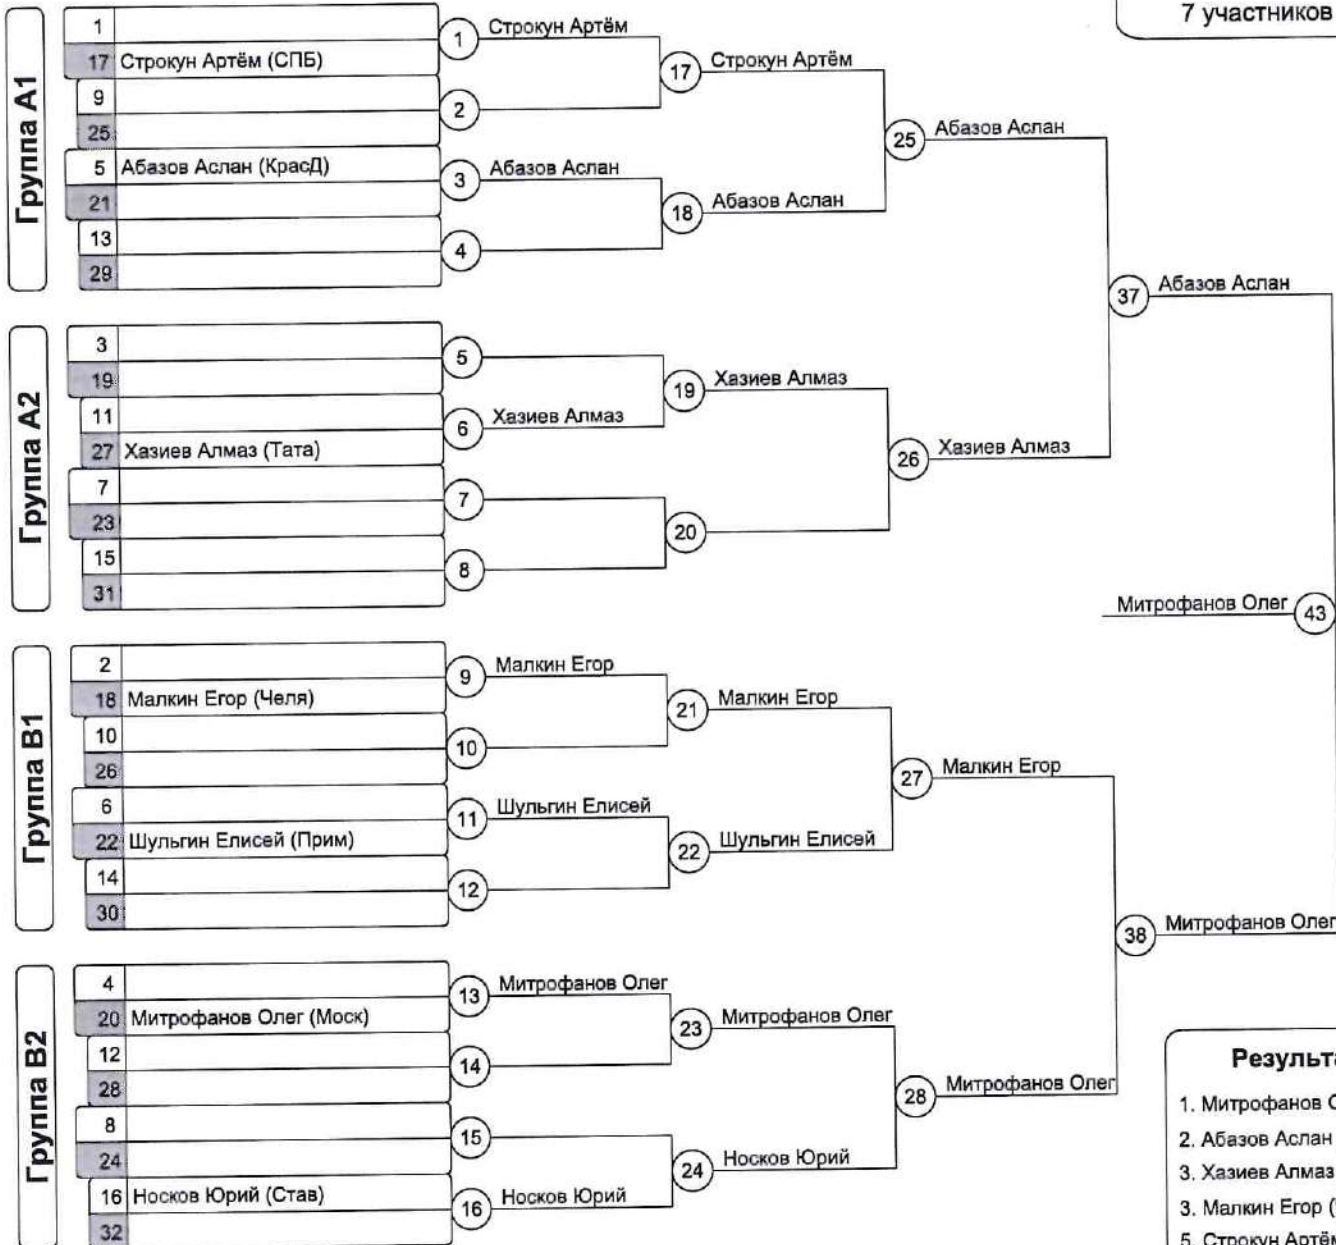 7 участников
Группа А1
1
17 Строкун Артём (СПБ)
9
25
5 Абазов Аслан (КрасД)
21
13
29
1 Строкун Артём
2
3 Абазов Аслан
4
17 Строкун Артём
18 Абазов Аслан
25 Абазов Аслан
37 Абазов Аслан
Группа А2
3
19
11
27 Хазиев Алмаз (Тата)
7
23
15
31
5
6 Хазиев Алмаз
7
8
19 Хазиев Алмаз
20
26 Хазиев Алмаз
Митрофанов Олег 43
Группа В1
2
18 Малкин Егор (Челя)
10
26
6
22 Шульгин Елисей (Прим)
14
30
9 Малкин Егор
10
11 Шульгин Елисей
12
21 Малкин Егор
22 Шульгин Елисей
27 Малкин Егор
38 Митрофанов Олег
Группа В2
4
20 Митрофанов Олег (Моск)
12
28
8
24
16 Носков Юрий (Став)
32
13 Митрофанов Олег
14
15
16 Носков Юрий
23 Митрофанов Олег
24 Носков Юрий
28 Митрофанов Олег
1. Митрофанов
2. Абазов Аслан
3. Хазиев Алмаз
3. Малкин Егор
5. Строкун Артём